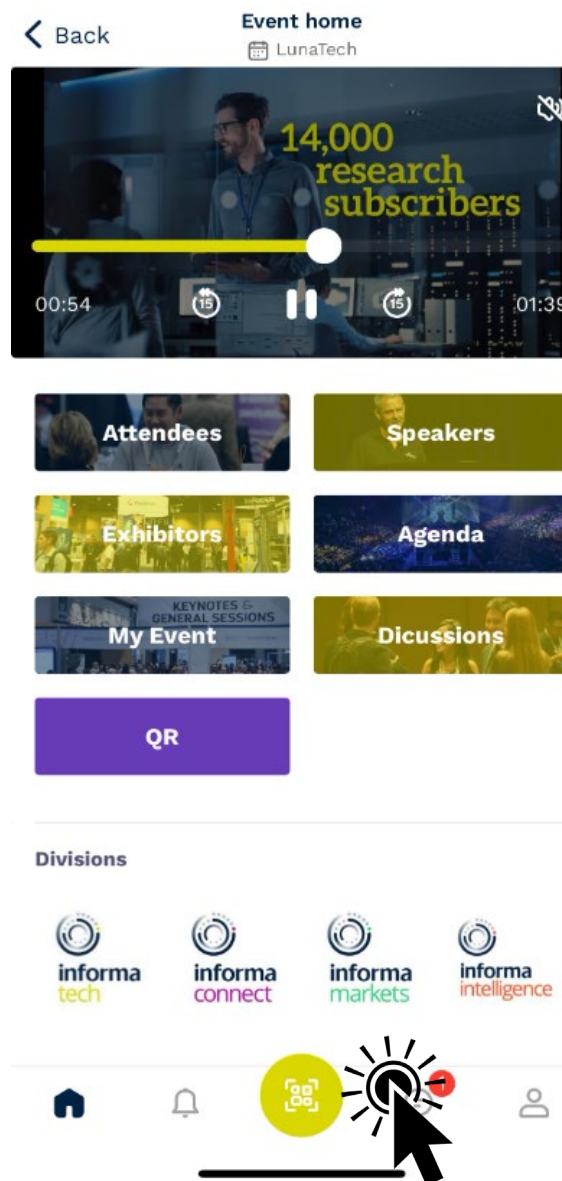 Back
Event home
LunaTech
14,000
research
subscribers
00:54
15
15
01:39
Attendees
Speakers
Exhibitors
Agenda
KEYNOTES &
GENERAL SESSIONS
My Event
Dicussions
QR
Divisions
informa
tech
informa
connect
informa
markets
informa
intelligence
1